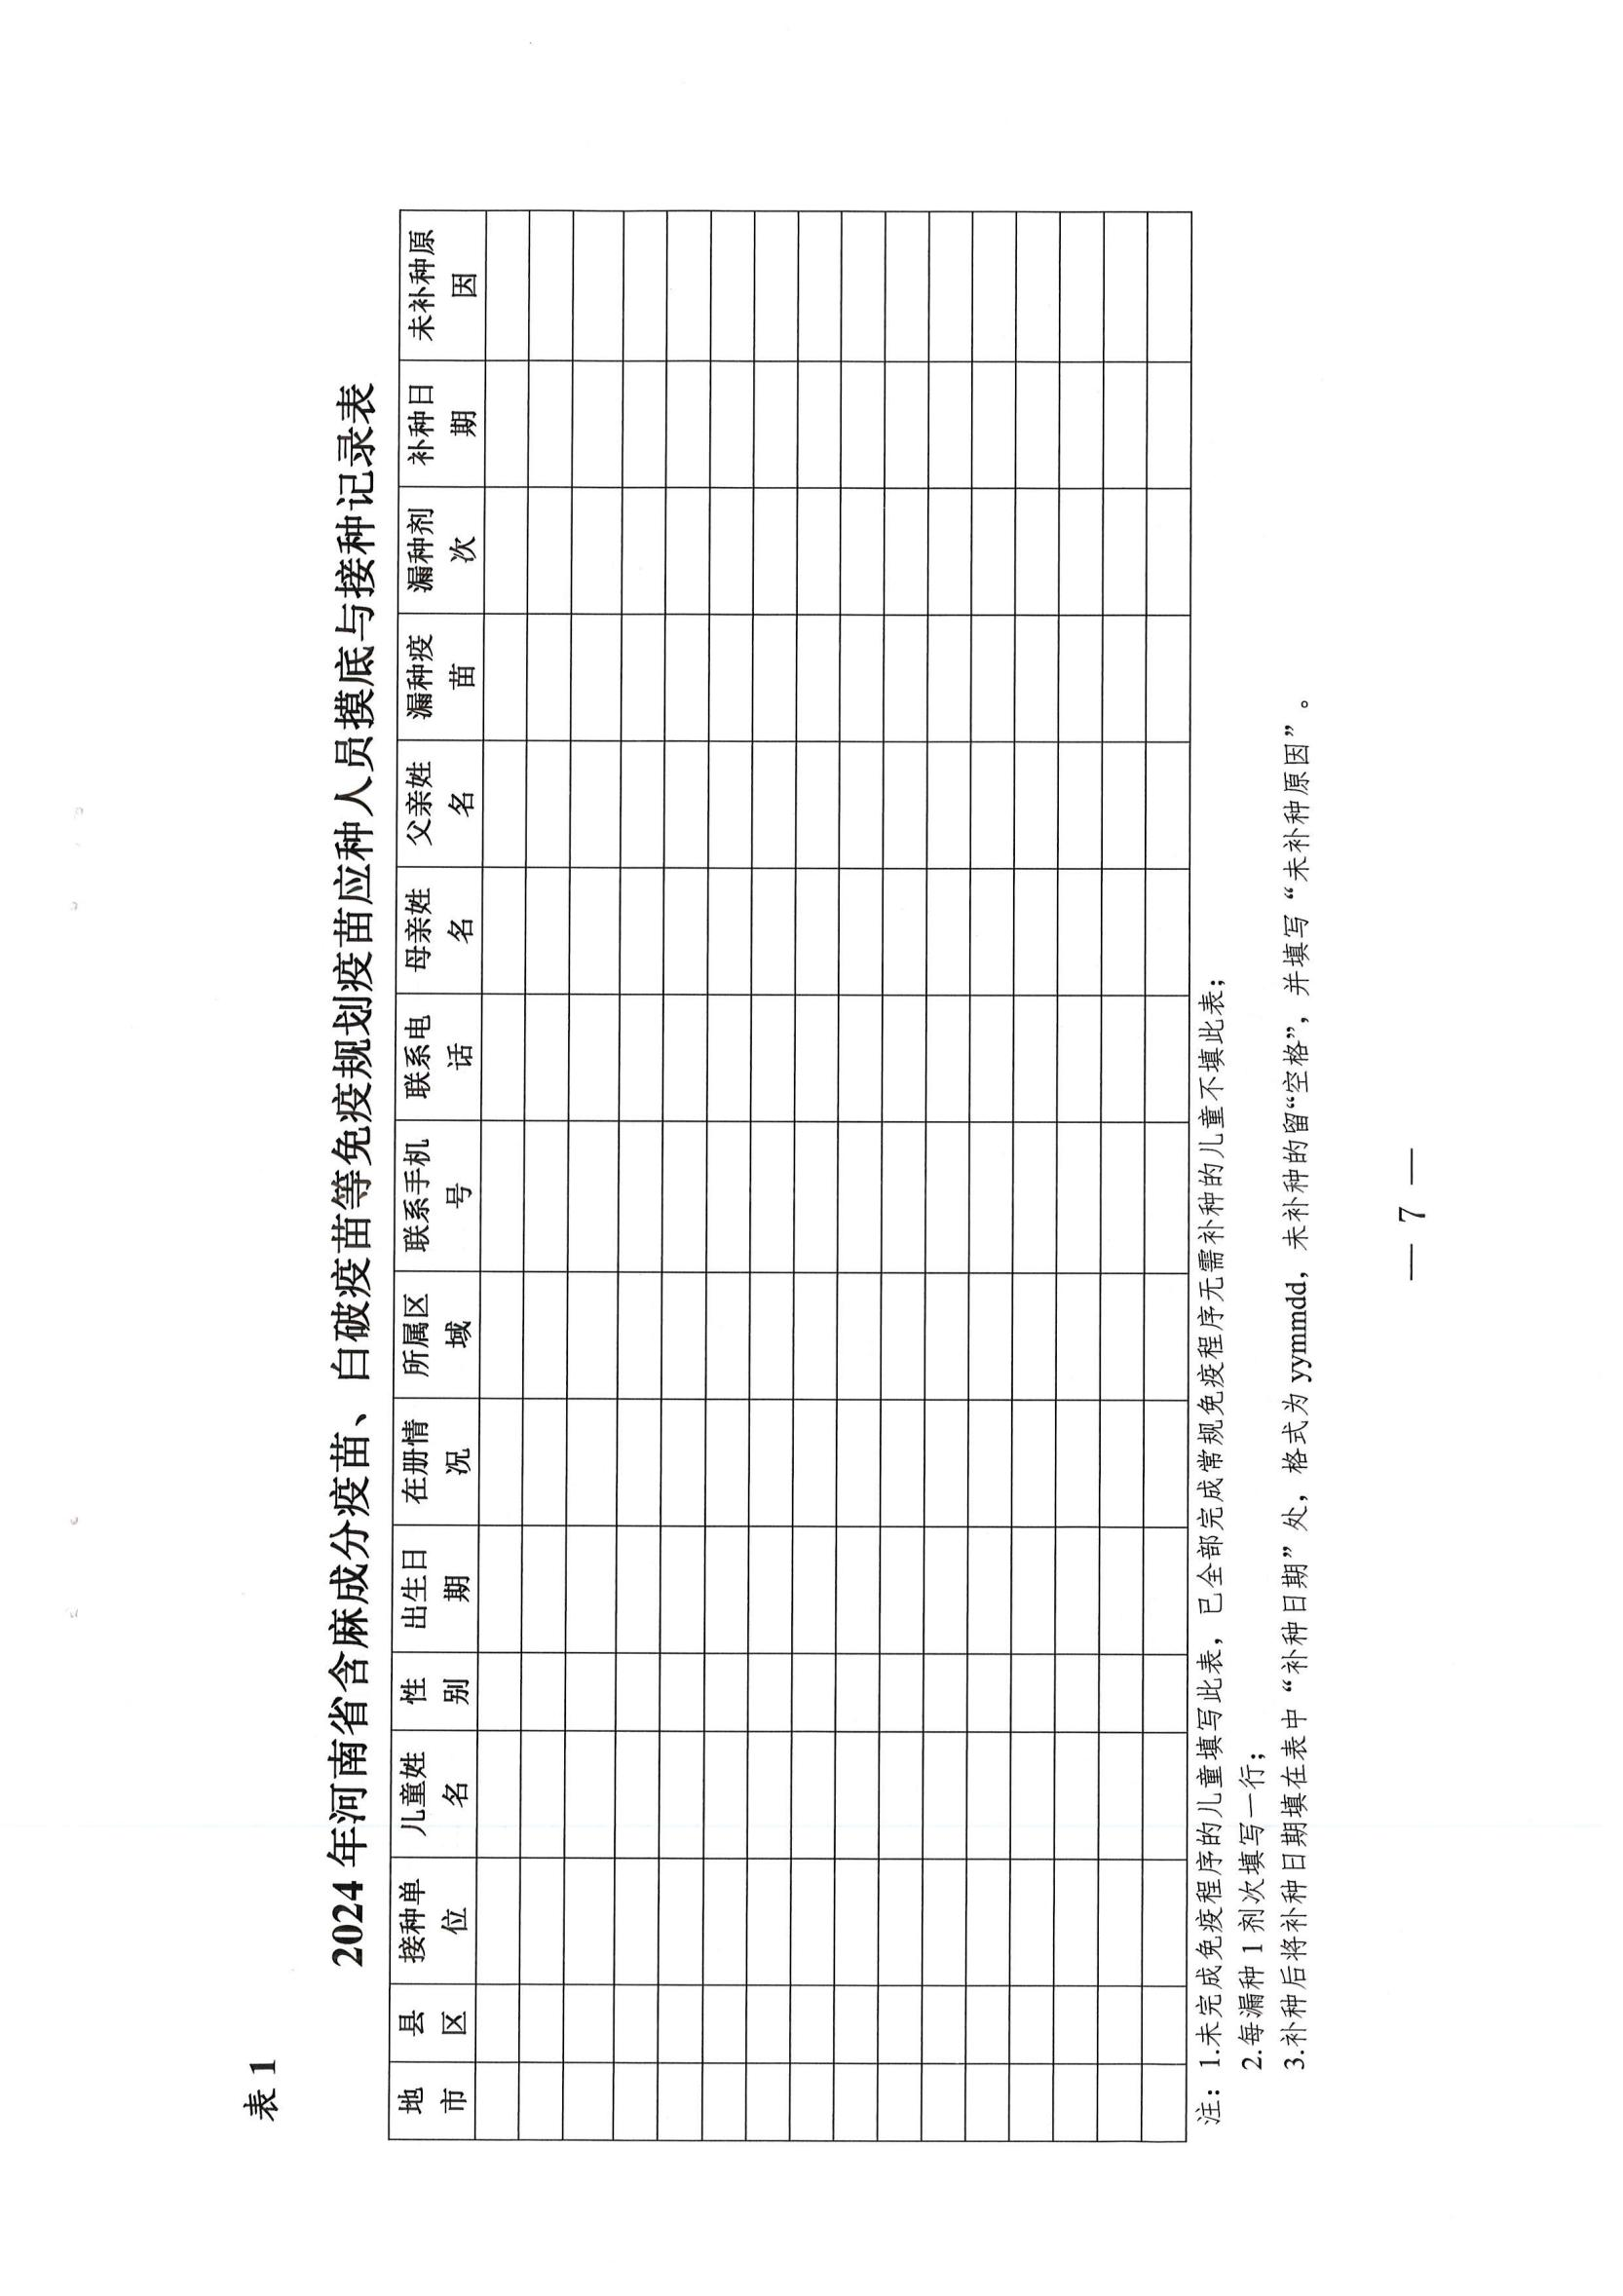 表 1
2024 年河南省含麻成分疫苗、白破疫苗等免疫规划疫苗应种人员摸底与接种记录表
地市 县区 接种单位 儿童姓名 性别 出生日期 在册情况 所属区域 联系手机号 联系电话 母亲姓名 父亲姓名 漏种疫苗 漏种剂次 补种日期 未补种原因
注：1.未完成免疫程序的儿童填写此表，已全部完成常规免疫程序无需补种的儿童不填此表；
2.每漏种 1 剂次填写一行；
3.补种后将补种日期填在表中“补种日期”处，格式为 yymmdd，未补种的留“空格”，并填写“未补种原因”。
— 7 —